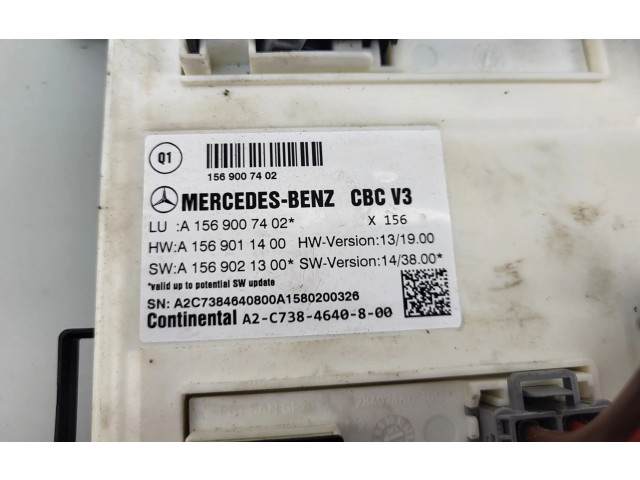 Q1
156 900 74 02
MERCEDES-BENZ CBC V3
LU :A 156 900 74 02* X 156
HW:A 156 901 14 00 HW-Version:13/19.00
SW:A 156 902 13 00* SW-Version:14/38.00*
*valid up to potential SW update
SN: A2C7384640800A1580200326
Continental A2-C738-4640-8-00